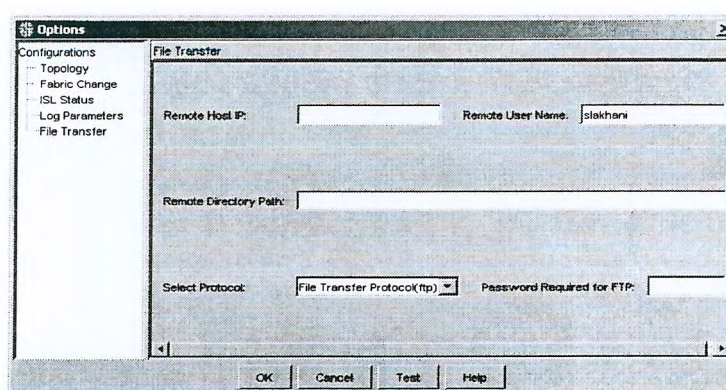 Options
Configurations
Topology
Fabric Change
ISL Status
Log Parameters
File Transfer
File Transfer
Remote Host IP:
Remote User Name:
slakhani
Remote Directory Path:
Select Protocol:
File Transfer Protocol(ftp)
Password Required for FTP:
OK
Cancel
Test
Help